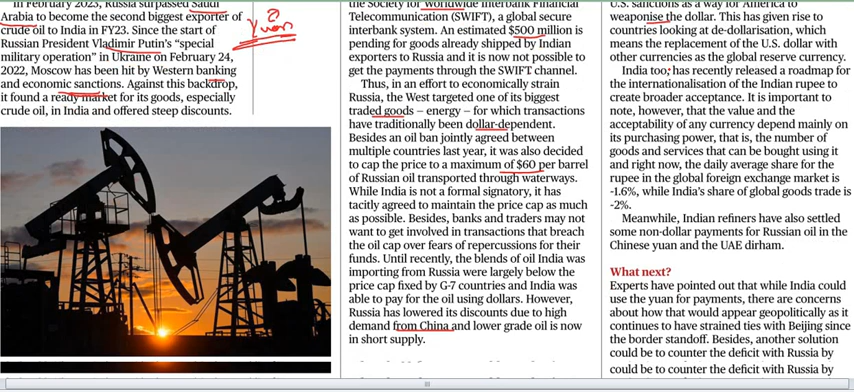 In February 2023, Russia surpassed Saudi
Arabia to become the second biggest exporter of
crude oil to India in FY23. Since the start of
Russian President Vladimir Putin's "special
military operation" in Ukraine on February 24,
2022, Moscow has been hit by Western banking
and economic sanctions. Against this backdrop,
it found a ready market for its goods, especially
crude oil, in India and offered steep discounts.
Yuan
the Society for Worldwide Interbank Financial
Telecommunication (SWIFT), a global secure
interbank system. An estimated $500 million is
pending for goods already shipped by Indian
exporters to Russia and it is now not possible to
get the payments through the SWIFT channel.
Thus, in an effort to economically strain
Russia, the West targeted one of its biggest
traded goods — energy — for which transactions
have traditionally been dollar-dependent.
Besides an oil ban jointly agreed between
multiple countries last year, it was also decided
to cap the price to a maximum of $60 per barrel
of Russian oil transported through waterways.
While India is not a formal signatory, it has
tacitly agreed to maintain the price cap as much
as possible. Besides, banks and traders may not
want to get involved in transactions that breach
the oil cap over fears of repercussions for their
funds. Until recently, the blends of oil India was
importing from Russia were largely below the
price cap fixed by G-7 countries and India was
able to pay for the oil using dollars. However,
Russia has lowered its discounts due to high
demand from China and lower grade oil is now
in short supply.
U.S. sanctions as a way for America to
weaponise the dollar. This has given rise to
countries looking at de-dollarisation, which
means the replacement of the U.S. dollar with
other currencies as the global reserve currency.
India too, has recently released a roadmap for
the internationalisation of the Indian rupee to
create broader acceptance. It is important to
note, however, that the value and the
acceptability of any currency depend mainly on
its purchasing power, that is, the number of
goods and services that can be bought using it
and right now, the daily average share for the
rupee in the global foreign exchange market is
~1.6%, while India's share of global goods trade is
~2%.
Meanwhile, Indian refiners have also settled
some non-dollar payments for Russian oil in the
Chinese yuan and the UAE dirham.
What next?
Experts have pointed out that while India could
use the yuan for payments, there are concerns
about how that would appear geopolitically as it
continues to have strained ties with Beijing since
the border standoff. Besides, another solution
could be to counter the deficit with Russia by
could be to counter the deficit with Russia by